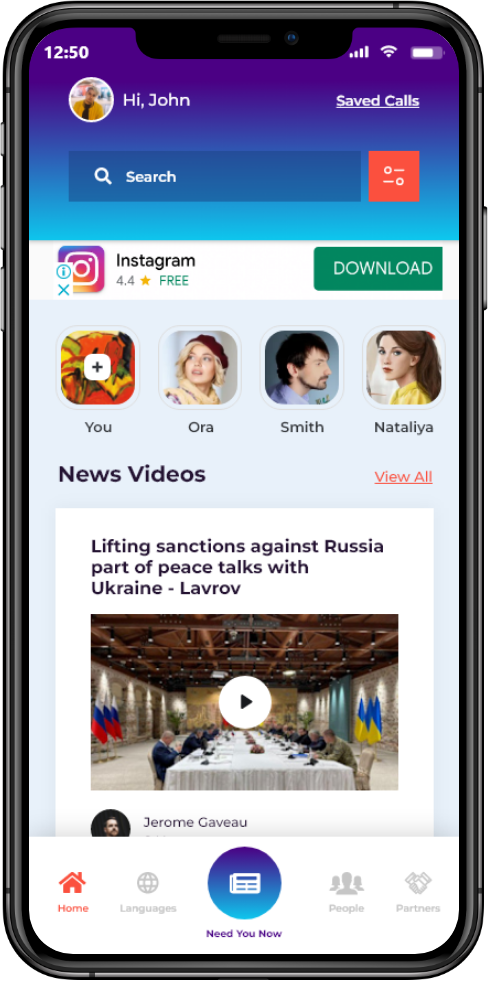 12:50
Hi, John
Saved Calls
Search
Instagram
4.4 ★ FREE
DOWNLOAD
You
Ora
Smith
Nataliya
News Videos
View All
Lifting sanctions against Russia
part of peace talks with
Ukraine - Lavrov
Jerome Gaveau
Home
Languages
Need You Now
People
Partners